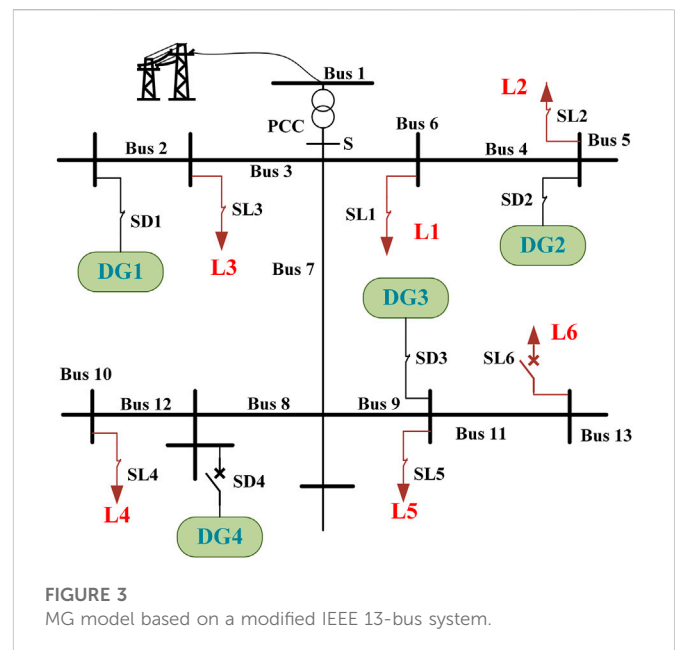 Bus 1
L2
PCC
SL2
Bus 6
S
Bus 5
Bus 2
Bus 4
Bus 3
SL3
SL1
SD2
SD1
L1
L3
DG1
DG2
Bus 7
DG3
L6
SD3
SL6
Bus 10
Bus 12
Bus 8
Bus 9
Bus 11
Bus 13
SL4
SD4
SL5
L4
L5
DG4
FIGURE 3
MG model based on a modified IEEE 13-bus system.